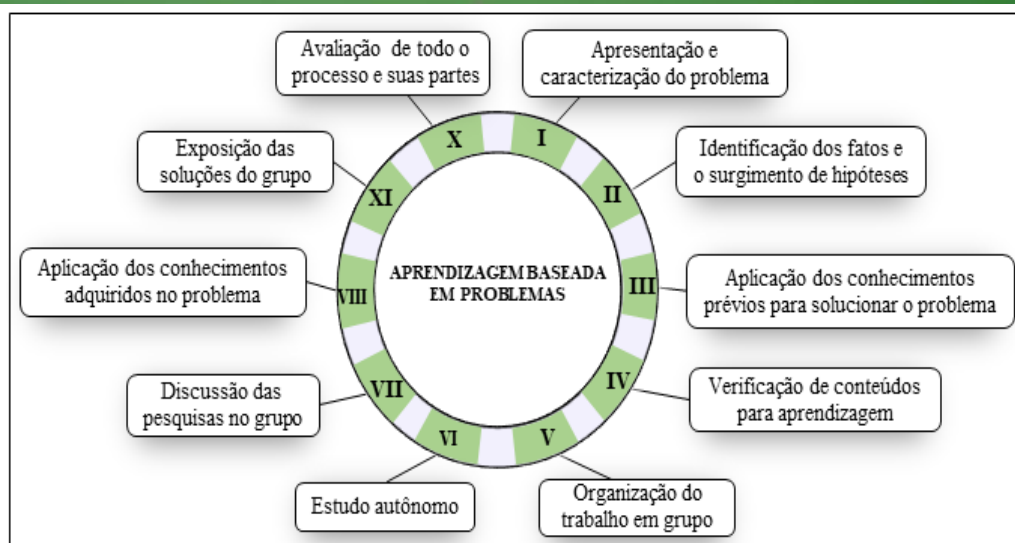 Avaliação de todo o
processo e suas partes
X
Apresentação e
caracterização do problema
I
Identificação dos fatos e
o surgimento de hipóteses
II
Aplicação dos conhecimentos
prévios para solucionar o problema
III
Verificação de conteúdos
para aprendizagem
IV
Organização do
trabalho em grupo
V
Estudo autônomo
VI
Discussão das
pesquisas no grupo
VII
Aplicação dos conhecimentos
adquiridos no problema
VIII
Exposição das
soluções do grupo
XI
APRENDIZAGEM BASEADA
EM PROBLEMAS